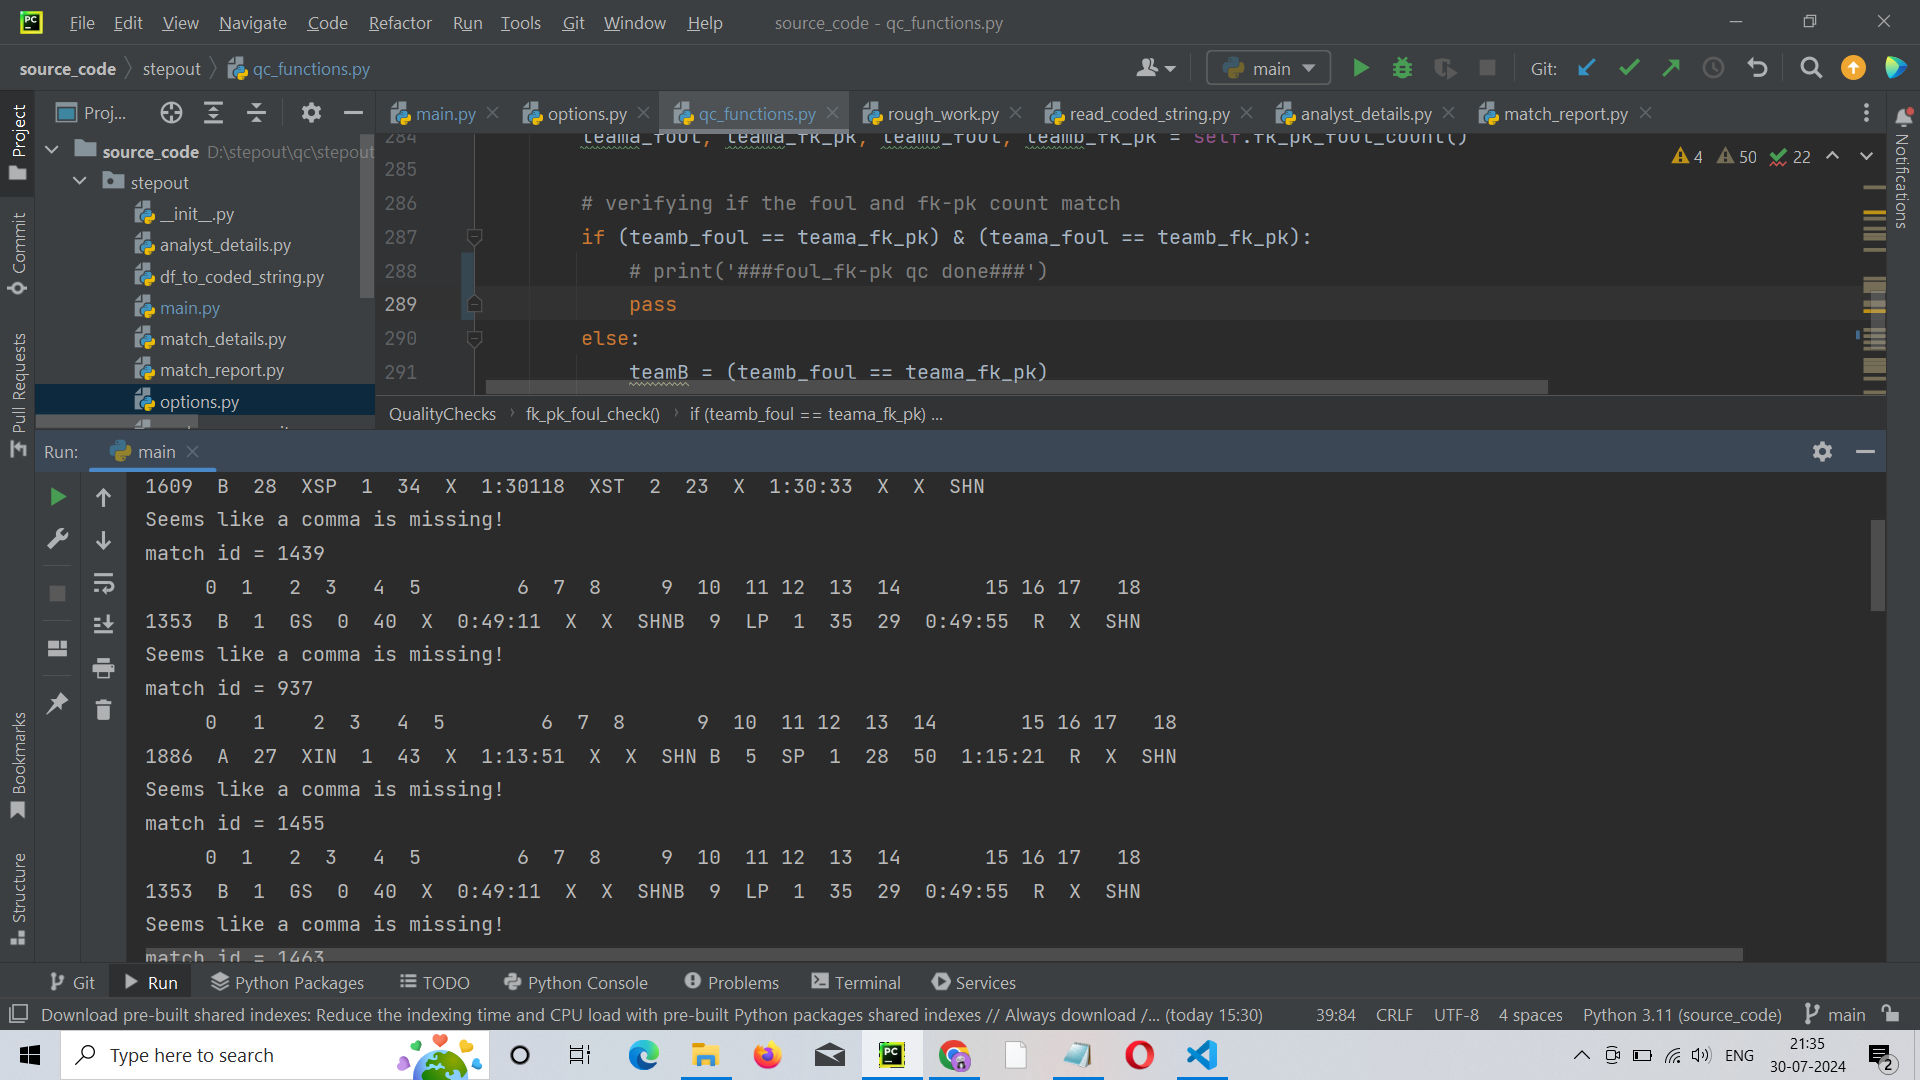 PC File Edit View Navigate Code Refactor Run Tools Git Window Help source_code - qc_functions.py
source_code stepout qc_functions.py main Git:
Project
Commit
Pull Requests
Bookmarks
Structure
Notifications
Proj...
main.py options.py qc_functions.py rough_work.py read_coded_string.py analyst_details.py match_report.py
source_code D:\stepout\qc\stepout
stepout
__init__.py
analyst_details.py
df_to_coded_string.py
main.py
match_details.py
match_report.py
options.py
4 50 22
284 teama_foul, teama_fk_pk, teamb_foul, teamb_fk_pk = self.fk_pk_foul_count()
285
286 # verifying if the foul and fk-pk count match
287 if (teamb_foul == teama_fk_pk) & (teama_foul == teamb_fk_pk):
288 # print('###foul_fk-pk qc done###')
289 pass
290 else:
291 teamB = (teamb_foul == teama_fk_pk)
QualityChecks fk_pk_foul_check() if (teamb_foul == teama_fk_pk) ...
Run: main
1609 B 28 XSP 1 34 X 1:30118 XST 2 23 X 1:30:33 X X SHN
Seems like a comma is missing!
match id = 1439
0 1 2 3 4 5 6 7 8 9 10 11 12 13 14 15 16 17 18
1353 B 1 GS 0 40 X 0:49:11 X X SHNB 9 LP 1 35 29 0:49:55 R X SHN
Seems like a comma is missing!
match id = 937
0 1 2 3 4 5 6 7 8 9 10 11 12 13 14 15 16 17 18
1886 A 27 XIN 1 43 X 1:13:51 X X SHN B 5 SP 1 28 50 1:15:21 R X SHN
Seems like a comma is missing!
match id = 1455
0 1 2 3 4 5 6 7 8 9 10 11 12 13 14 15 16 17 18
1353 B 1 GS 0 40 X 0:49:11 X X SHNB 9 LP 1 35 29 0:49:55 R X SHN
Seems like a comma is missing!
match id = 1463
Git Run Python Packages TODO Python Console Problems Terminal Services
Download pre-built shared indexes: Reduce the indexing time and CPU load with pre-built Python packages shared indexes // Always download /... (today 15:30) 39:84 CRLF UTF-8 4 spaces Python 3.11 (source_code) main
Type here to search
PC
ENG
21:35
30-07-2024
2